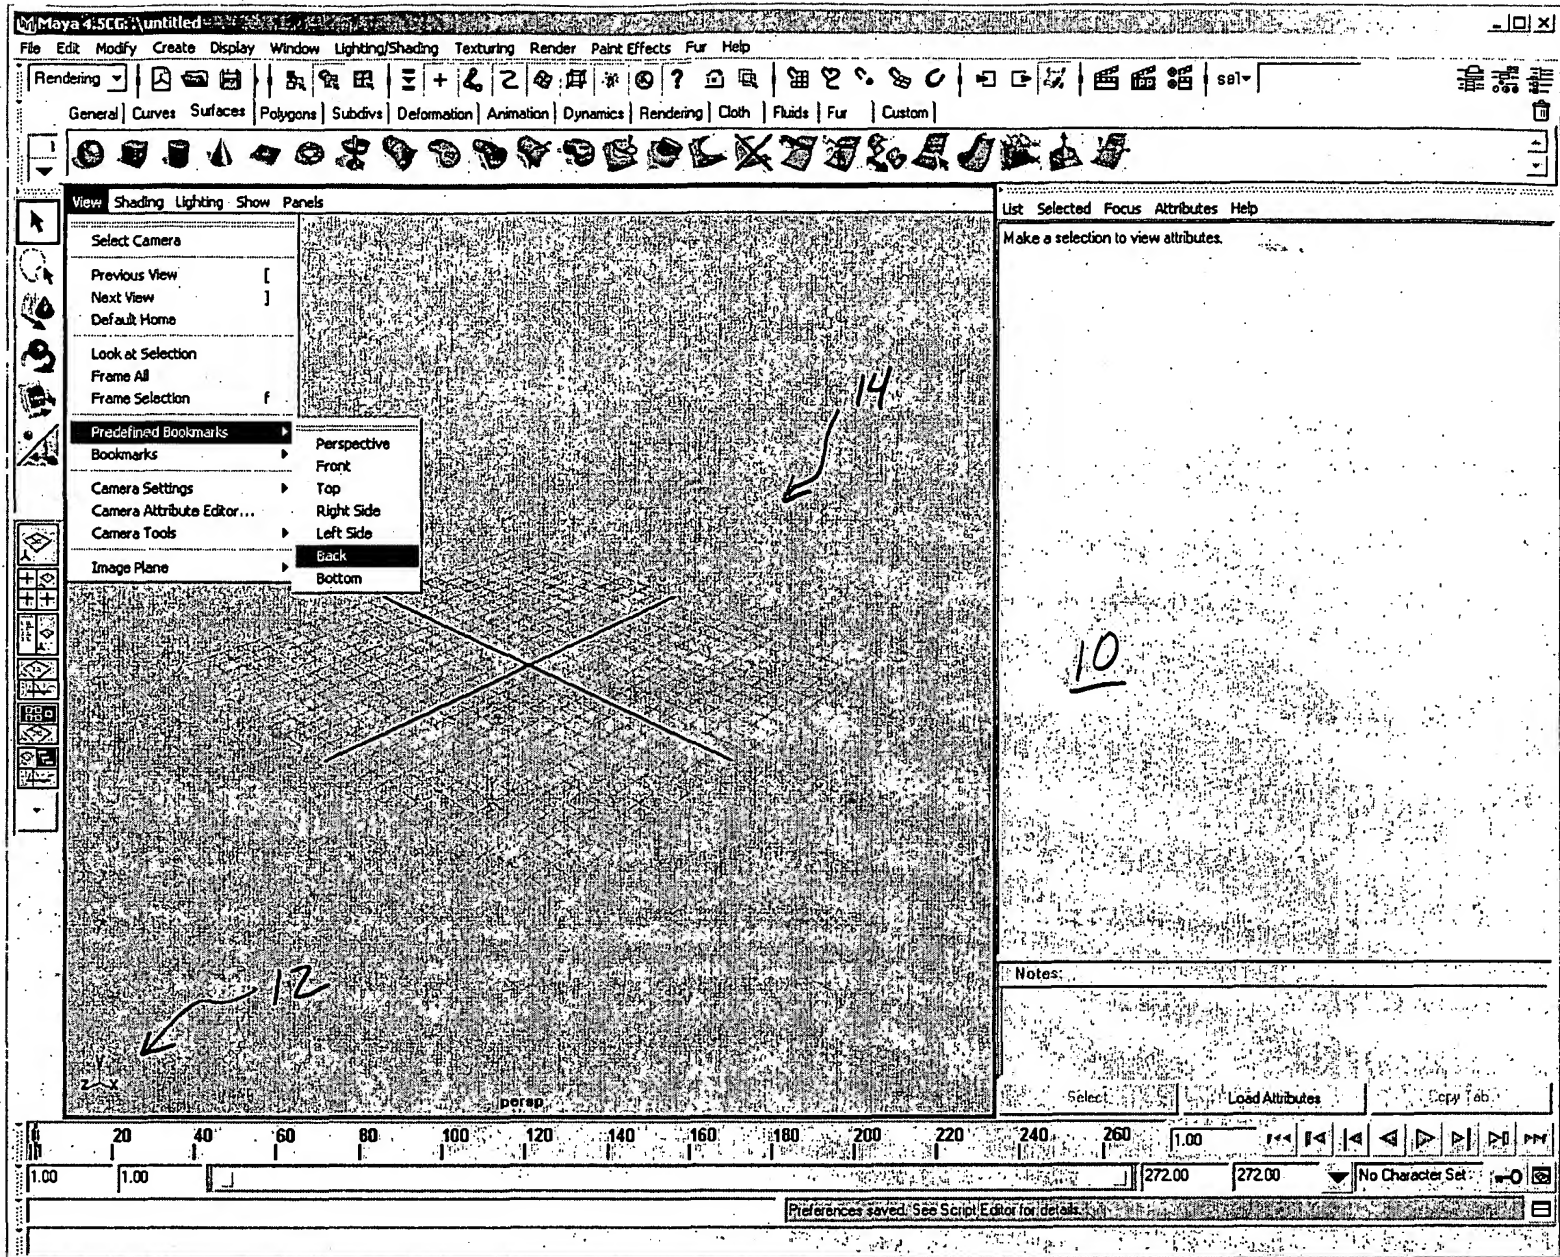 Maya 4.5CG: \untitled
File Edit Modify Create Display Window Lighting/Shading Texturing Render Paint Effects Fur Help
Rendering ? sel
General Curves Surfaces Polygons Subdivs Deformation Animation Dynamics Rendering Cloth Fluids Fur Custom
View Shading Lighting Show Panels
List Selected Focus Attributes Help
Make a selection to view attributes.
Select Camera
Previous View [
Next View ]
Default Home
Look at Selection
Frame All
Frame Selection f
Predefined Bookmarks
Bookmarks
Camera Settings
Camera Attribute Editor...
Camera Tools
Image Plane
Perspective
Front
Top
Right Side
Left Side
Back
Bottom
14
10
12
Y
Z X
persp
Notes:
Select Load Attributes Copy Tab
20 40 60 80 100 120 140 160 180 200 220 240 260 1.00
1.00 1.00 272.00 272.00 No Character Set
Preferences saved. See Script Editor for details.